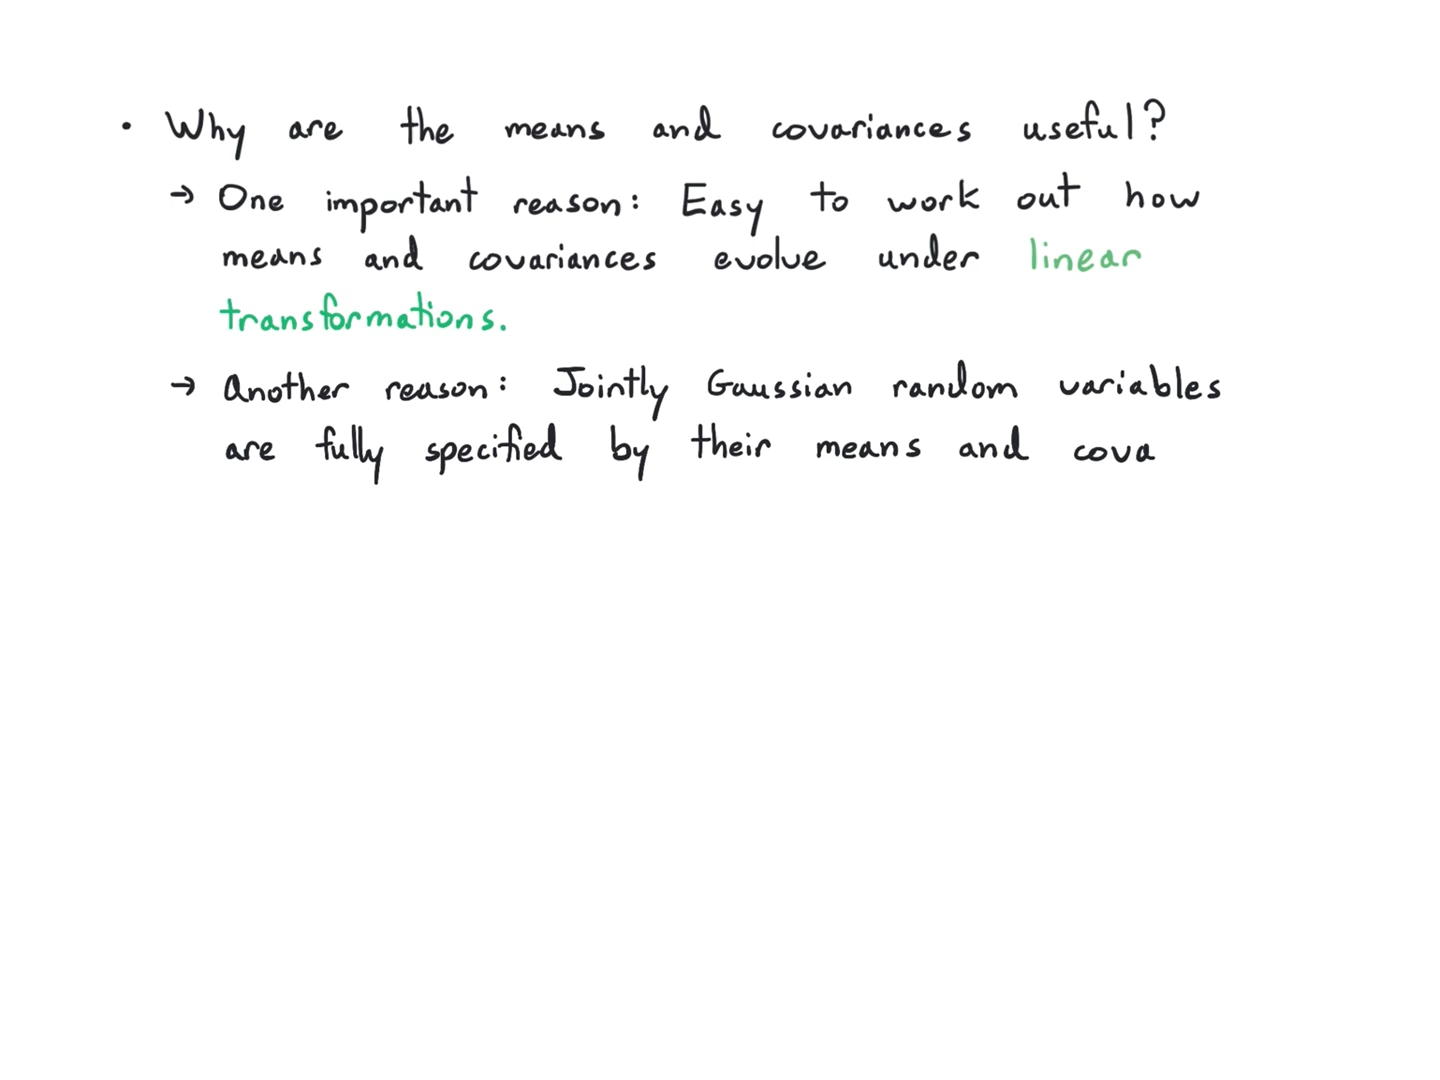 • Why are the means and covariances useful?
→ One important reason: Easy to work out how
means and covariances evolve under linear
transformations.
→ Another reason: Jointly Gaussian random variables
are fully specified by their means and cova